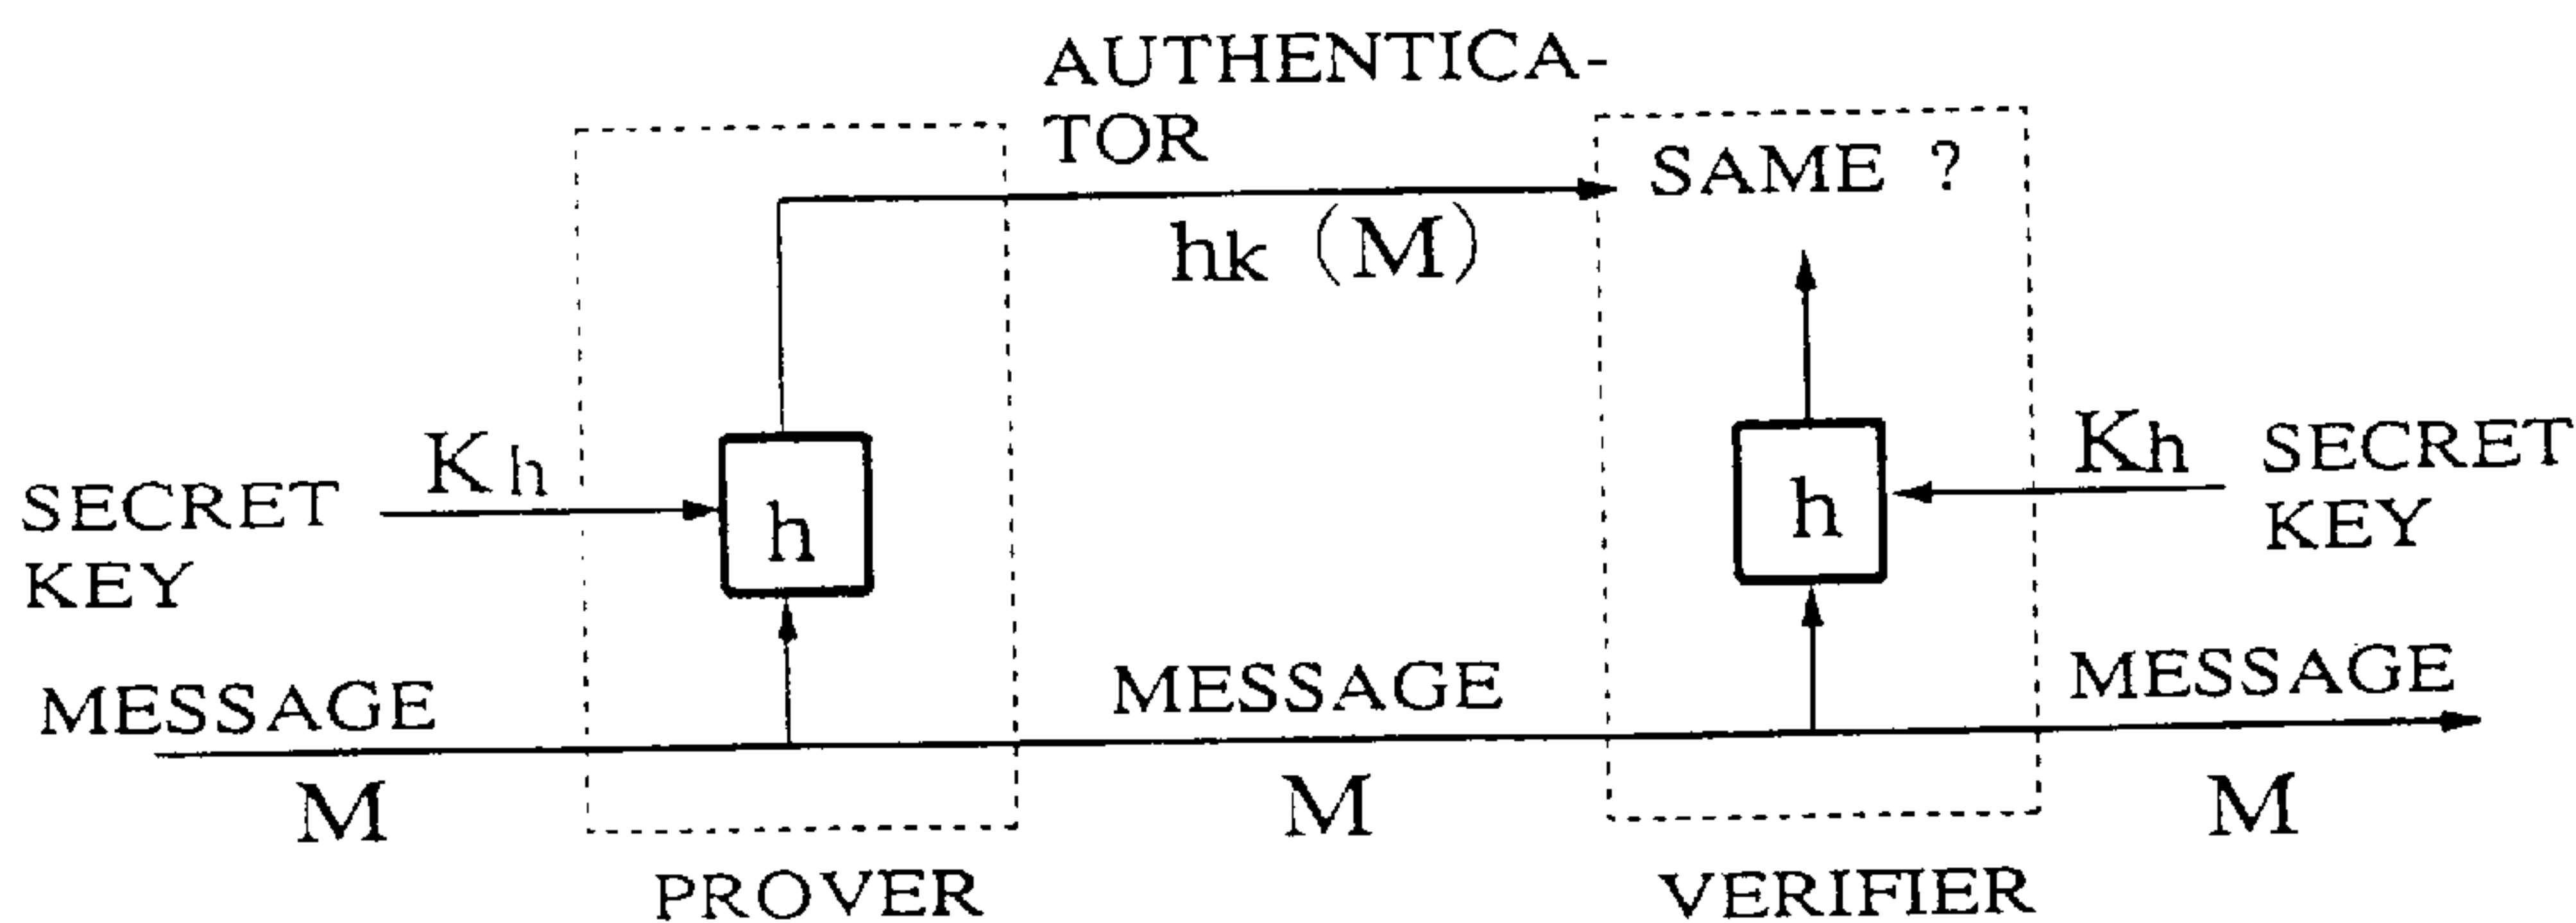 AUTHENTICA-
TOR
SAME ?
hk (M)
Kh
SECRET
KEY
h
h
Kh
SECRET
KEY
MESSAGE
M
MESSAGE
M
MESSAGE
M
PROVER
VERIFIER